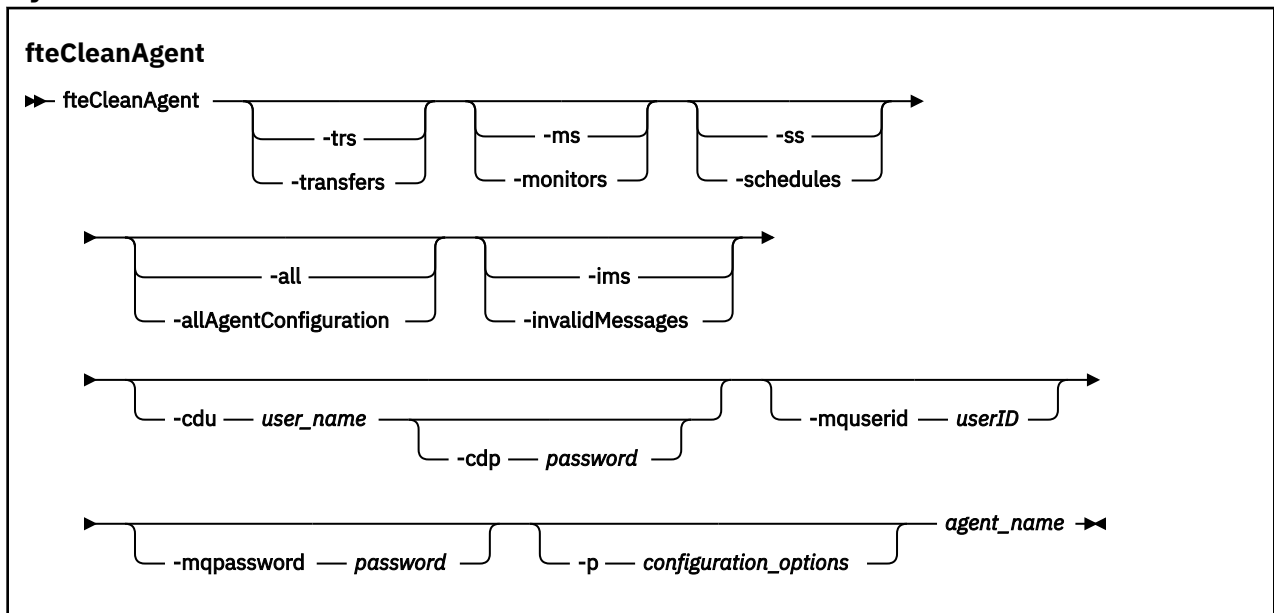 fteCleanAgent
fteCleanAgent
-trs -ms -ss
-transfers -monitors -schedules
-all -ims
-allAgentConfiguration -invalidMessages
-cdu user_name -mquserid userID
-cdp password
agent_name
-mqpassword password -p configuration_options